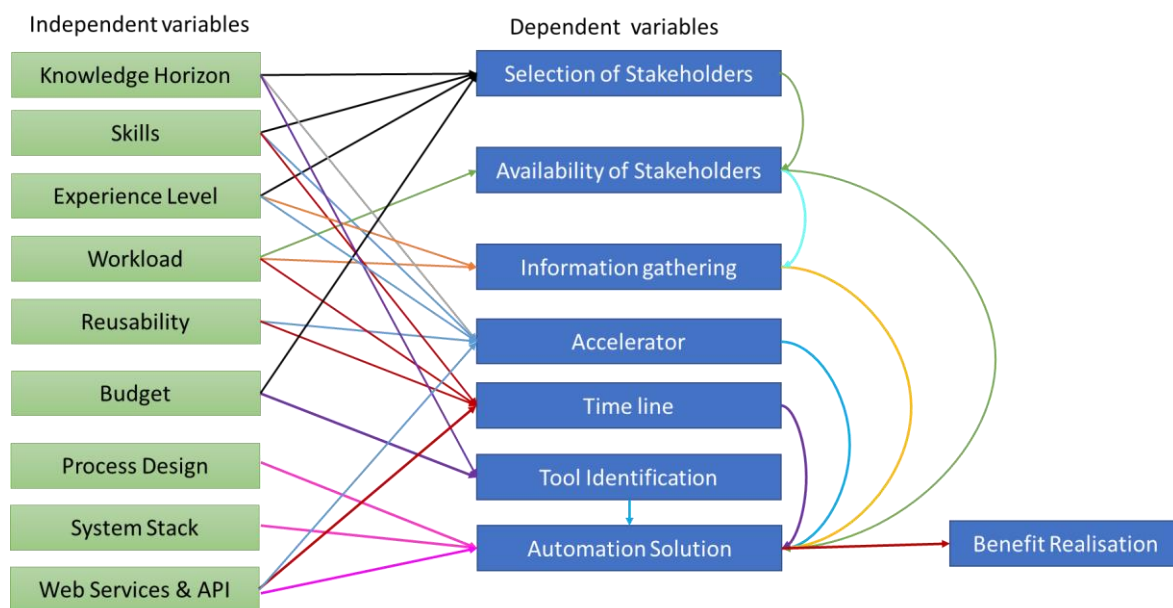 Independent variables
Dependent variables
Knowledge Horizon
Skills
Experience Level
Workload
Reusability
Budget
Process Design
System Stack
Web Services & API
Selection of Stakeholders
Availability of Stakeholders
Information gathering
Accelerator
Time line
Tool Identification
Automation Solution
Benefit Realisation